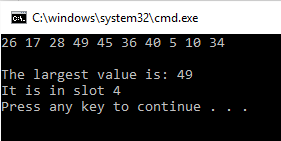 C:\windows\system32\cmd.exe
26 17 28 49 45 36 40 5 10 34
The largest value is: 49
It is in slot 4
Press any key to continue . . .